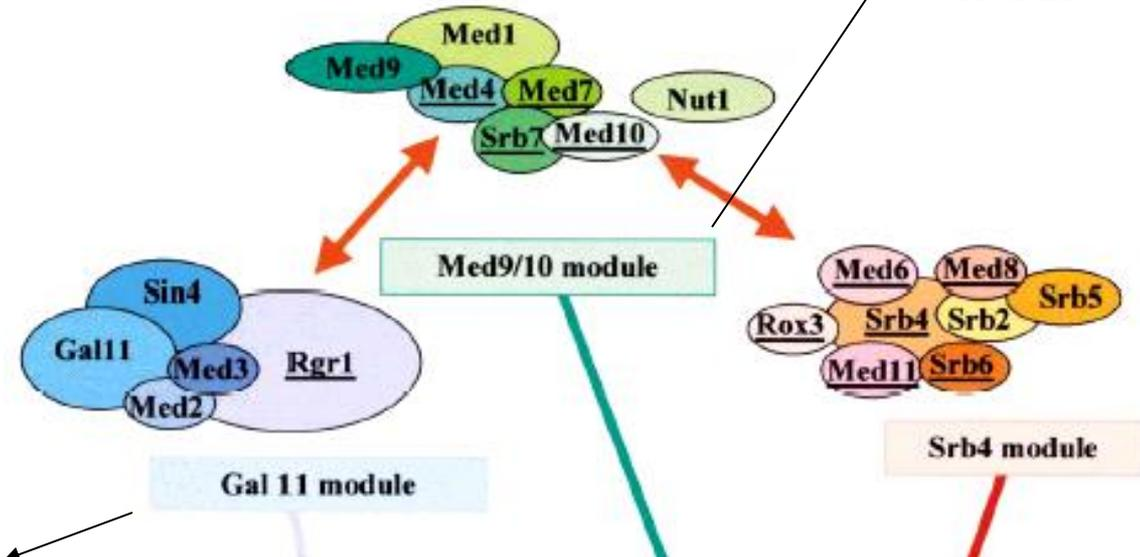 Med1
Med9
Med4 Med7
Nut1
Srb7 Med10
Med9/10 module
Sin4
Gal11
Med3
Rgr1
Med2
Med6 Med8
Srb5
Rox3 Srb4 Srb2
Med11 Srb6
Srb4 module
Gal 11 module